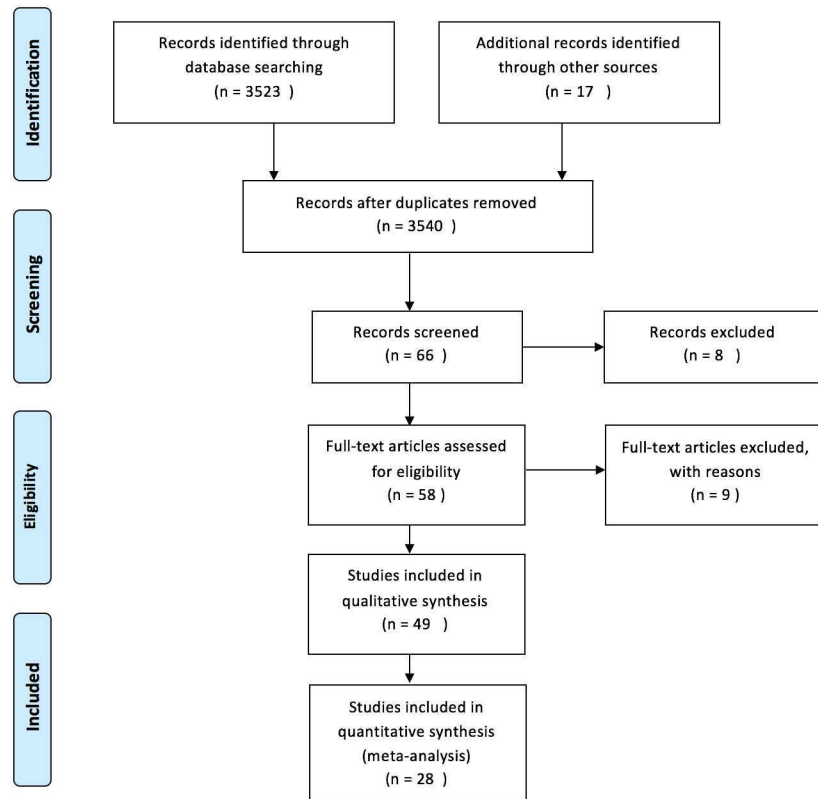 Identification
Records identified through
database searching
(n = 3523 )
Additional records identified
through other sources
(n = 17 )
Records after duplicates removed
(n = 3540 )
Screening
Records screened
(n = 66 )
Records excluded
(n = 8 )
Eligibility
Full-text articles assessed
for eligibility
(n = 58 )
Full-text articles excluded,
with reasons
(n = 9 )
Studies included in
qualitative synthesis
(n = 49 )
Included
Studies included in
quantitative synthesis
(meta-analysis)
(n = 28 )